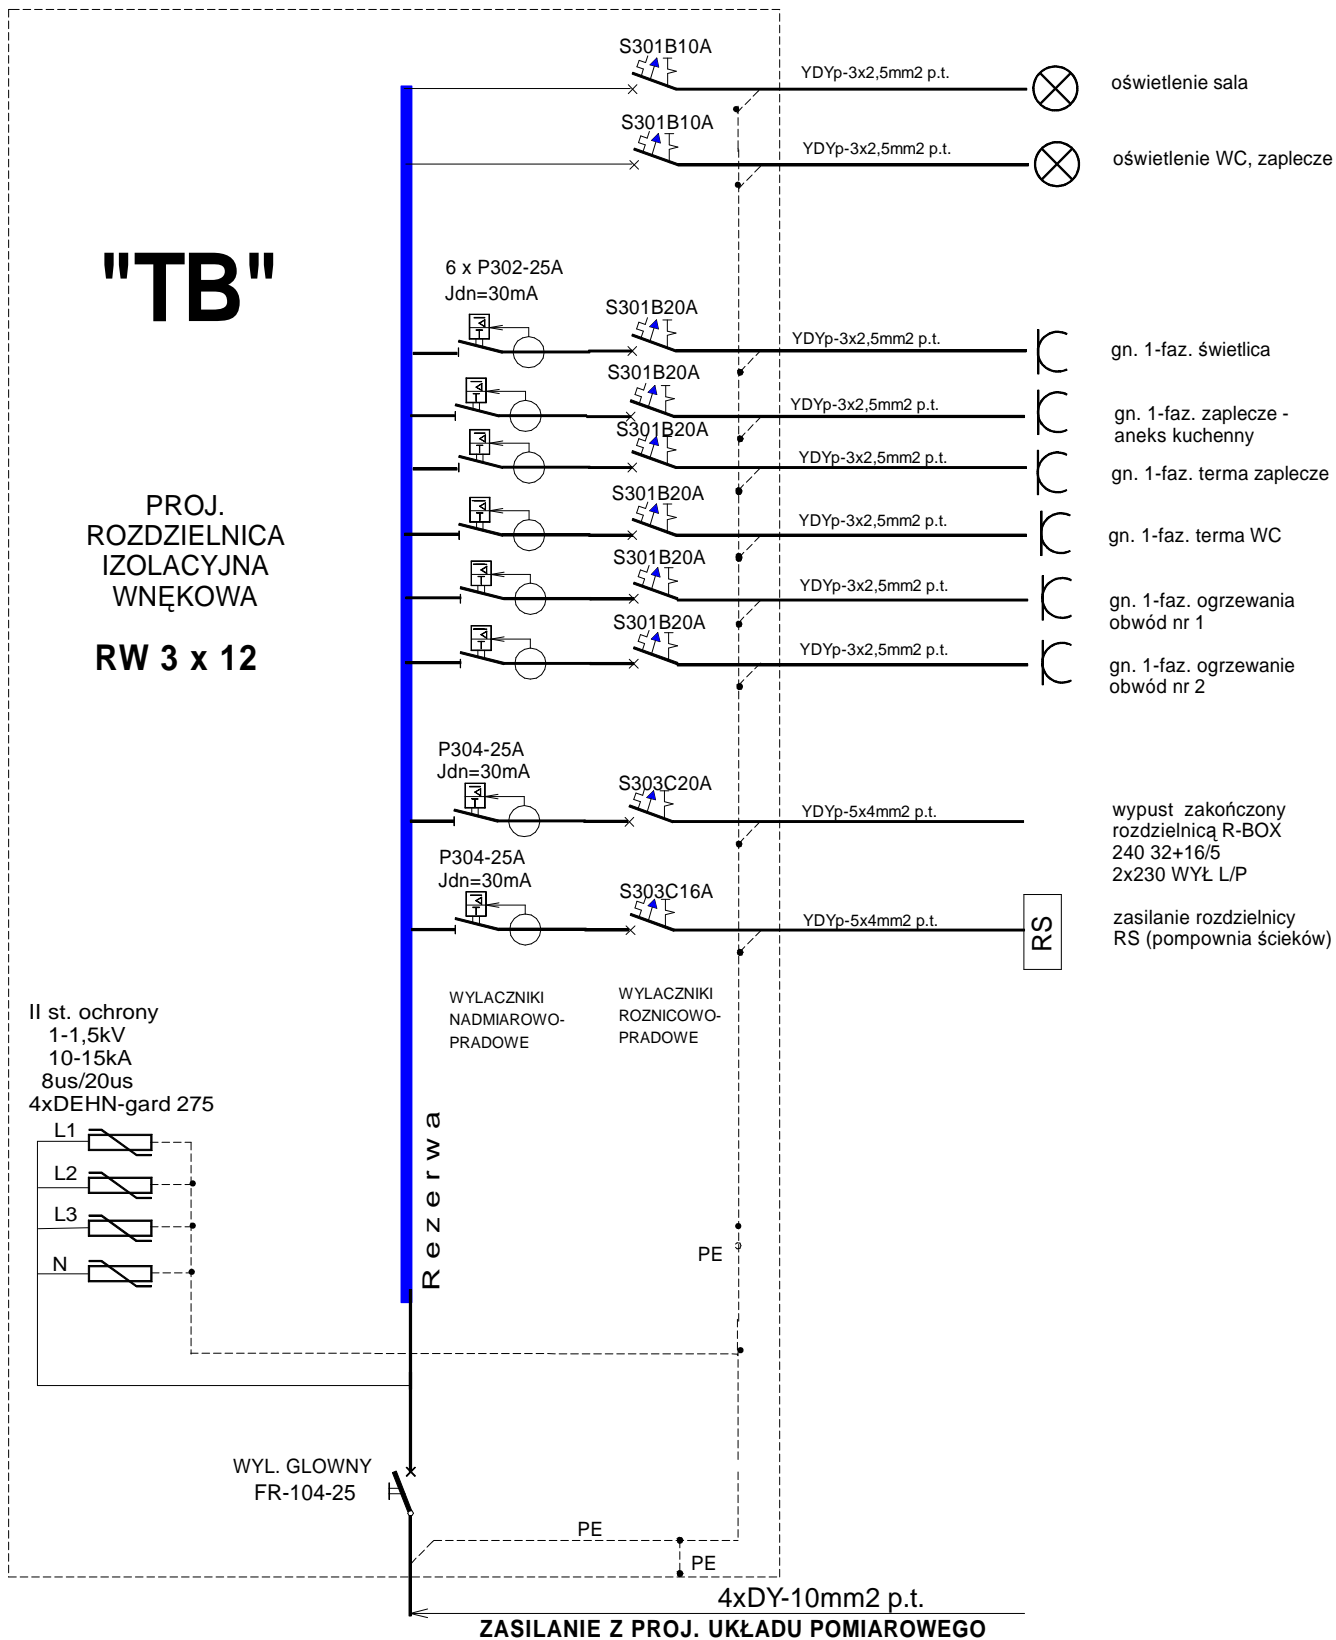 S301B10A
YDYp-3x2,5mm2 p.t.
oświetlenie sala
S301B10A
YDYp-3x2,5mm2 p.t.
oświetlenie WC, zaplecze
"TB"
6 x P302-25A
Jdn=30mA
S301B20A
YDYp-3x2,5mm2 p.t.
gn. 1-faz. świetlica
S301B20A
YDYp-3x2,5mm2 p.t.
gn. 1-faz. zaplecze -
aneks kuchenny
S301B20A
YDYp-3x2,5mm2 p.t.
gn. 1-faz. terma zaplecze
PROJ.
ROZDZIELNICA
IZOLACYJNA
WNĘKOWA
RW 3 x 12
S301B20A
YDYp-3x2,5mm2 p.t.
gn. 1-faz. terma WC
S301B20A
YDYp-3x2,5mm2 p.t.
gn. 1-faz. ogrzewania
obwód nr 1
S301B20A
YDYp-3x2,5mm2 p.t.
gn. 1-faz. ogrzewanie
obwód nr 2
P304-25A
Jdn=30mA
S303C20A
YDYp-5x4mm2 p.t.
wypust zakończony
rozdzielnicą R-BOX
240 32+16/5
2x230 WYŁ L/P
P304-25A
Jdn=30mA
S303C16A
YDYp-5x4mm2 p.t.
RS
zasilanie rozdzielnicy
RS (pompownia ścieków)
WYLACZNIKI
NADMIAROWO-
PRADOWE
WYLACZNIKI
ROZNICOWO-
PRADOWE
II st. ochrony
1-1,5kV
10-15kA
8us/20us
4xDEHN-gard 275
L1
L2
L3
N
Rezerwa
PE
WYL. GLOWNY
FR-104-25
PE
PE
4xDY-10mm2 p.t.
ZASILANIE Z PROJ. UKŁADU POMIAROWEGO